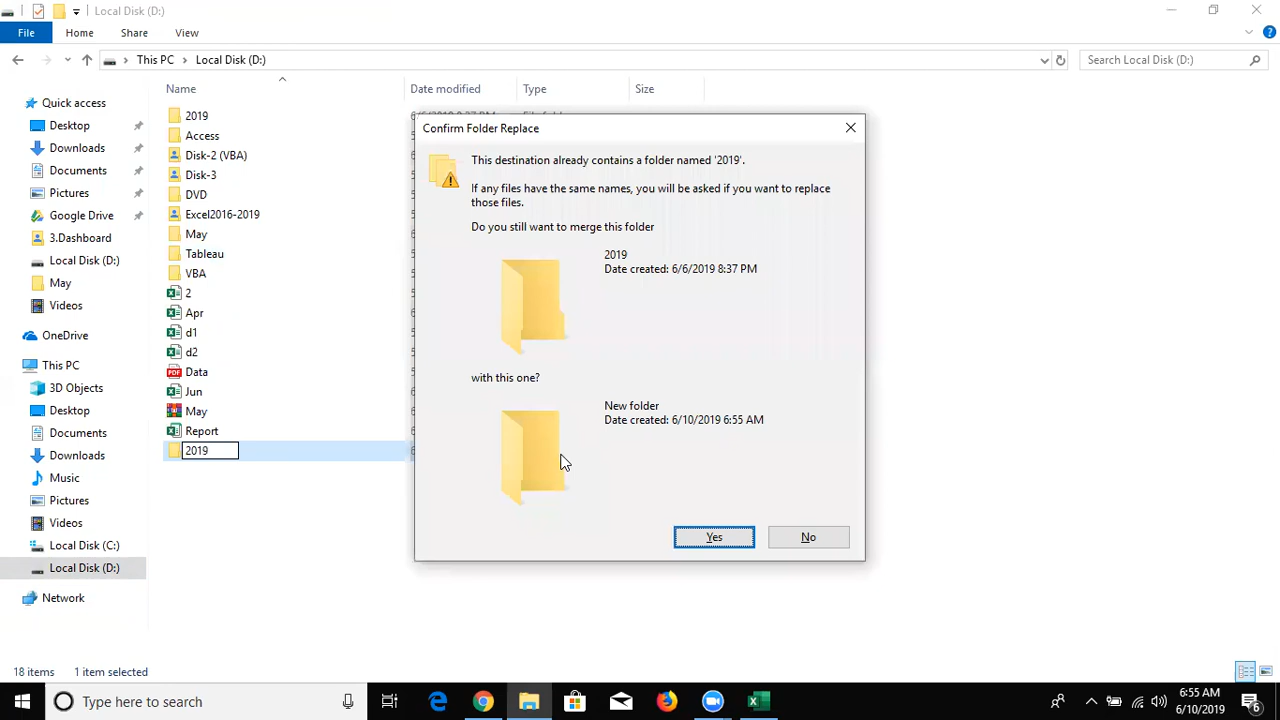 Local Disk (D:)
File Home Share View
This PC Local Disk (D:) Search Local Disk (D:)
Name Date modified Type Size
Quick access
Desktop
Downloads
Documents
Pictures
Google Drive
3.Dashboard
Local Disk (D:)
May
Videos
OneDrive
This PC
3D Objects
Desktop
Documents
Downloads
Music
Pictures
Videos
Local Disk (C:)
Local Disk (D:)
Network
2019
Access
Disk-2 (VBA)
Disk-3
DVD
Excel2016-2019
May
Tableau
VBA
2
Apr
d1
d2
Data
Jun
May
Report
2019
Confirm Folder Replace
This destination already contains a folder named '2019'.
If any files have the same names, you will be asked if you want to replace
those files.
Do you still want to merge this folder
2019
Date created: 6/6/2019 8:37 PM
with this one?
New folder
Date created: 6/10/2019 6:55 AM
Yes No
18 items 1 item selected
Type here to search
6:55 AM
6/10/2019
6